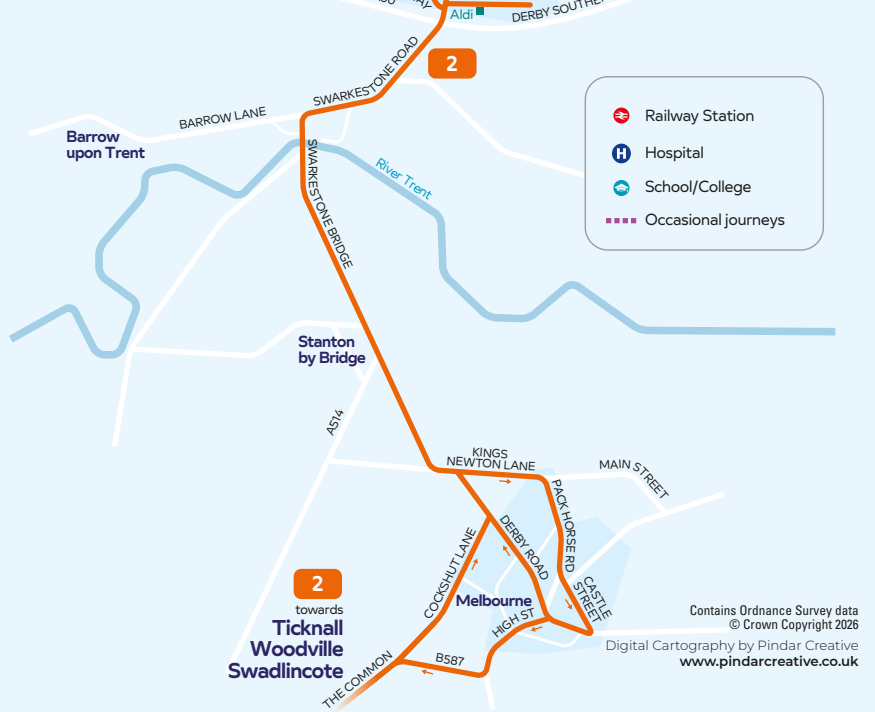 Aldi
DERBY SOUTHER
2
SWARKESTONE ROAD
BARROW LANE
Barrow
upon Trent
SWARKESTONE BRIDGE
River Trent
Railway Station
Hospital
School/College
Occasional journeys
Stanton
by Bridge
A514
KINGS
NEWTON LANE
MAIN STREET
PACK HORSE RD
DERBY ROAD
COCKSHUT LANE
CASTLE
STREET
Melbourne
HIGH ST
B587
THE COMMON
2
towards
Ticknall
Woodville
Swadlincote
Contains Ordnance Survey data
© Crown Copyright 2026
Digital Cartography by Pindar Creative
www.pindarcreative.co.uk